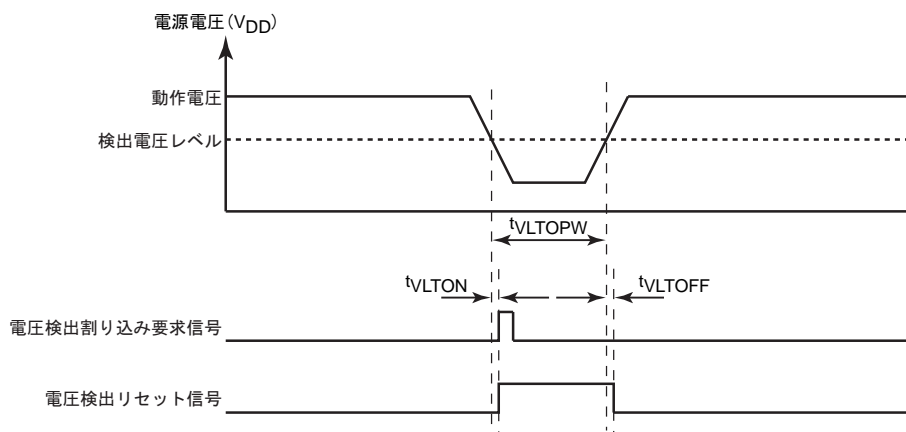 電源電圧(VDD)
動作電圧
検出電圧レベル
tVLTOPW
tVLTON
tVLTOFF
電圧検出割り込み要求信号
電圧検出リセット信号